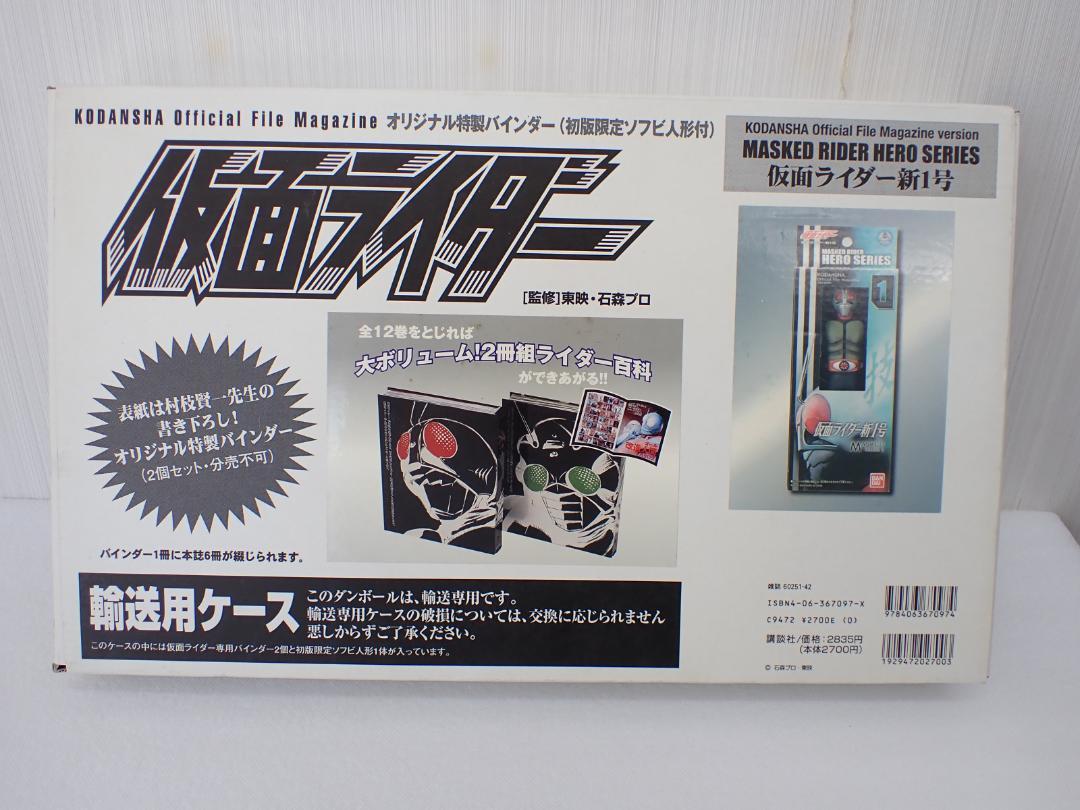 KODANSHA Official File Magazine オリジナル特製バインダー(初版限定ソフビ人形付)
仮面ライダー
[監修]東映・石森プロ
KODANSHA Official File Magazine version
MASKED RIDER HERO SERIES
仮面ライダー新1号
MASKED RIDER
HERO SERIES
KODANSHA
1
技
仮面ライダー新1号
BANDAI
全12巻をとじれば
大ボリューム!2冊組ライダー百科
ができあがる!!
表紙は村枝賢一先生の
書き下ろし!
オリジナル特製バインダー
(2個セット・分売不可)
バインダー1冊に本誌6冊が綴じられます。
輸送用ケース
このダンボールは、輸送専用です。
輸送専用ケースの破損については、交換に応じられません
悪しからずご了承ください。
このケースの中には仮面ライダー専用バインダー2個と初版限定ソフビ人形1体が入っています。
雑誌 60251-42
ISBN4-06-367097-X
C9472 ¥2700E (0)
講談社/価格:2835円
(本体2700円)
9784063670974
1929472027003
© 石森プロ・東映